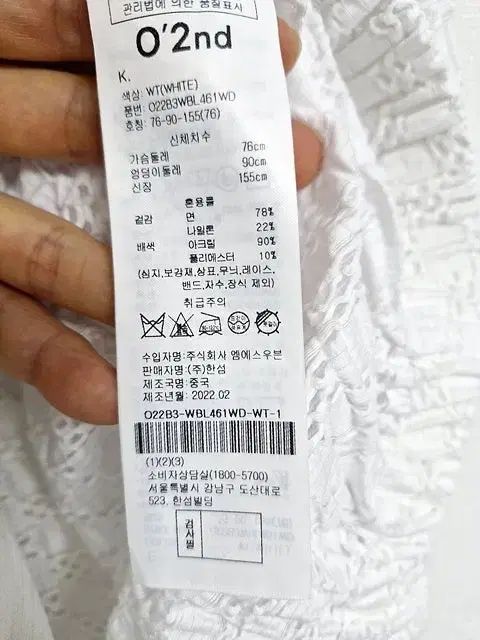 관리법에 의한 품질표시
O'2nd
K.
색상: WT(WHITE)
품번: O22B3WBL461WD
호칭: 76-90-155(76)
신체치수
가슴둘레 76cm
엉덩이둘레 90cm
신장 155cm
혼용률
겉감 면 78%
나일론 22%
배색 아크릴 90%
폴리에스터 10%
(심지,보강재,상표,무늬,레이스,
밴드,자수,장식 제외)
취급주의
수입자명:주식회사 엠에스우븐
판매자명:(주)한섬
제조국명:중국
제조년월:2022.02
O22B3-WBL461WD-WT-1
(1)(2)(3)
소비자상담실(1800-5700)
서울특별시 강남구 도산대로
523, 한섬빌딩
검사필